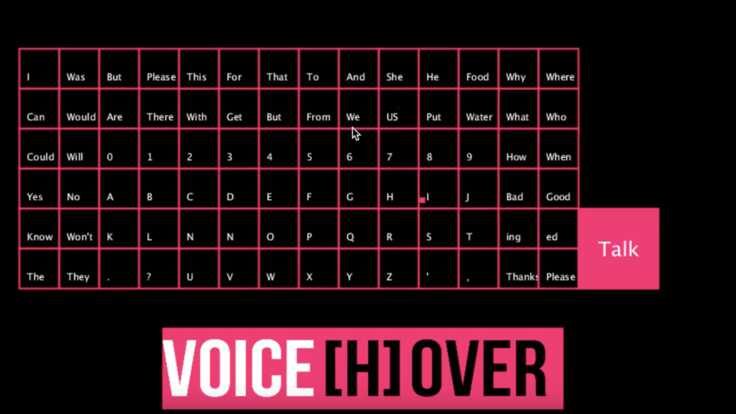 I Was But Please This For That To And She He Food Why Where
Can Would Are There With Get But From We US Put Water What Who
Could Will 0 1 2 3 4 5 6 7 8 9 How When
Yes No A B C D E F G H I J Bad Good
Know Won't K L N N O P Q R S T ing ed
Talk
The They . ? U V W X Y Z ' , Thanks Please
VOICE [H] OVER